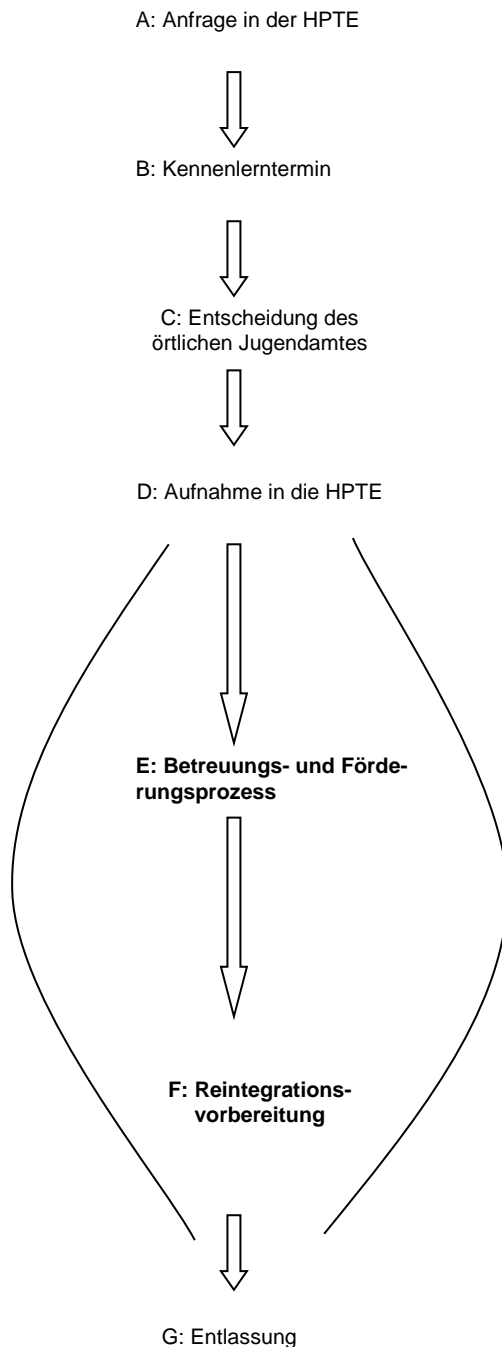 A: Anfrage in der HPTE
B: Kennenlerntermin
C: Entscheidung des
örtlichen Jugendamtes
D: Aufnahme in die HPTE
E: Betreuungs- und Förde-
rungsprozess
F: Reintegrations-
vorbereitung
G: Entlassung